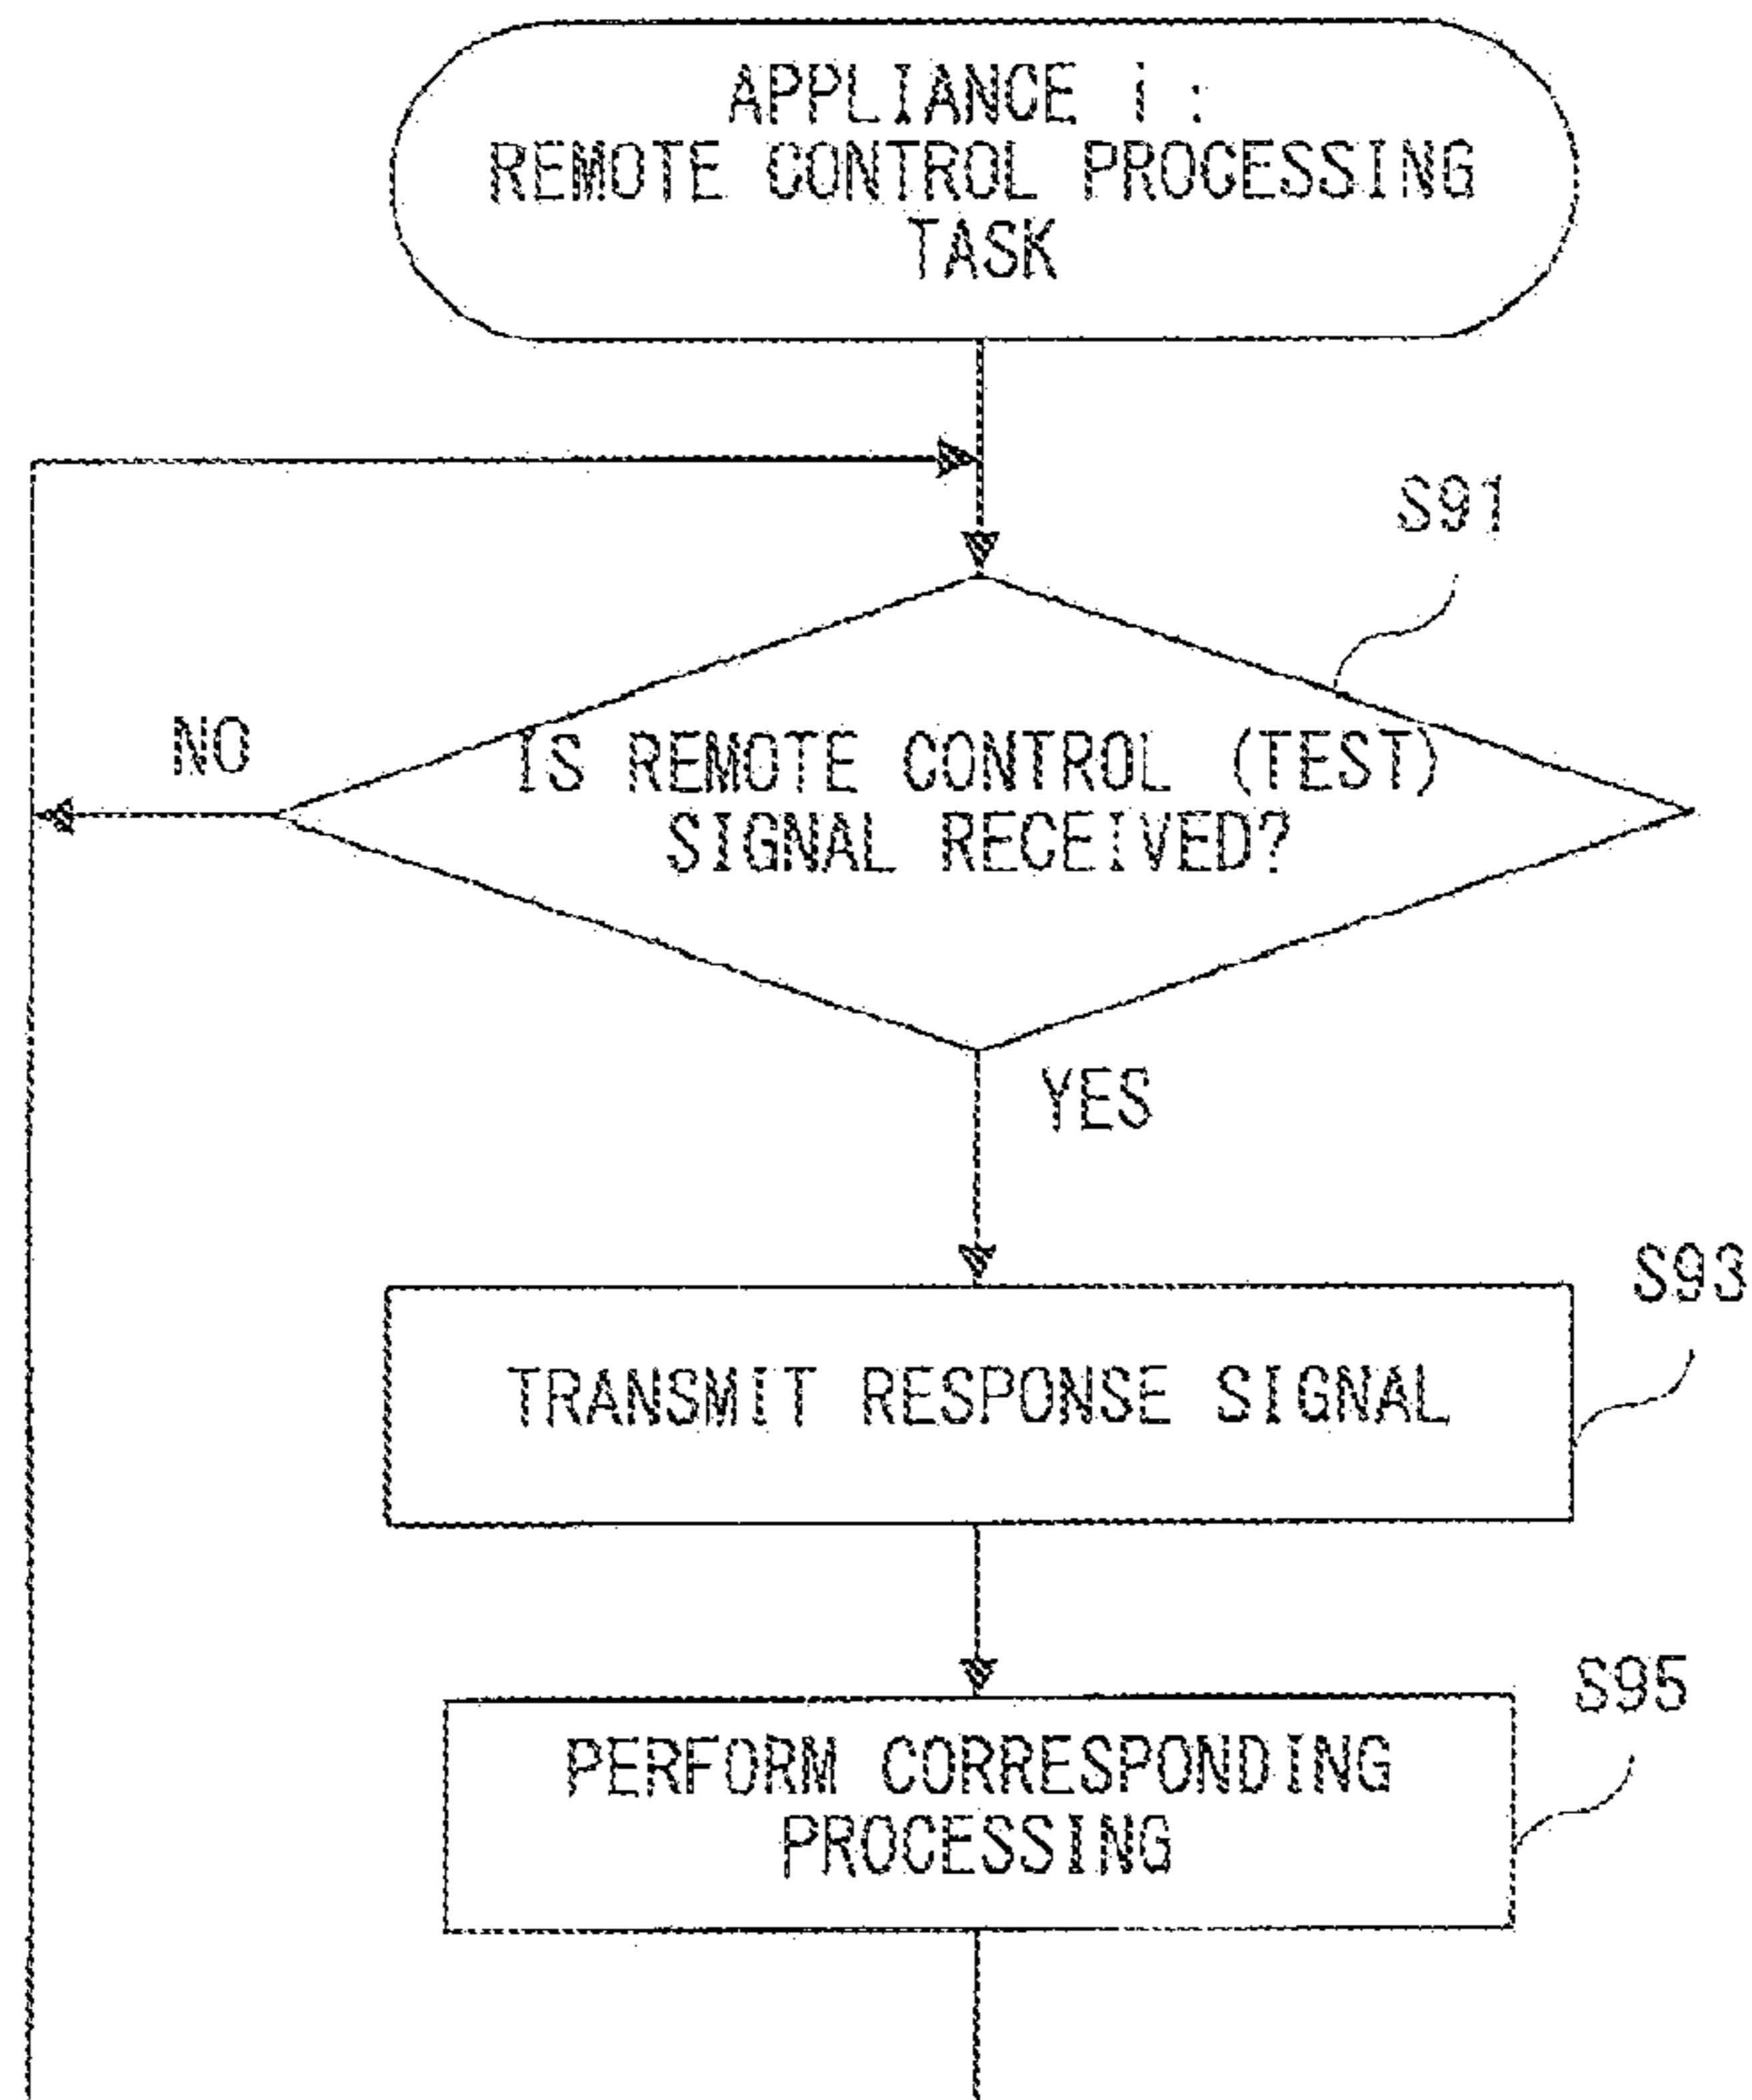 APPLIANCE i :
REMOTE CONTROL PROCESSING
TASK
S91
NO
IS REMOTE CONTROL (TEST)
SIGNAL RECEIVED?
YES
S93
TRANSMIT RESPONSE SIGNAL
S95
PERFORM CORRESPONDING
PROCESSING